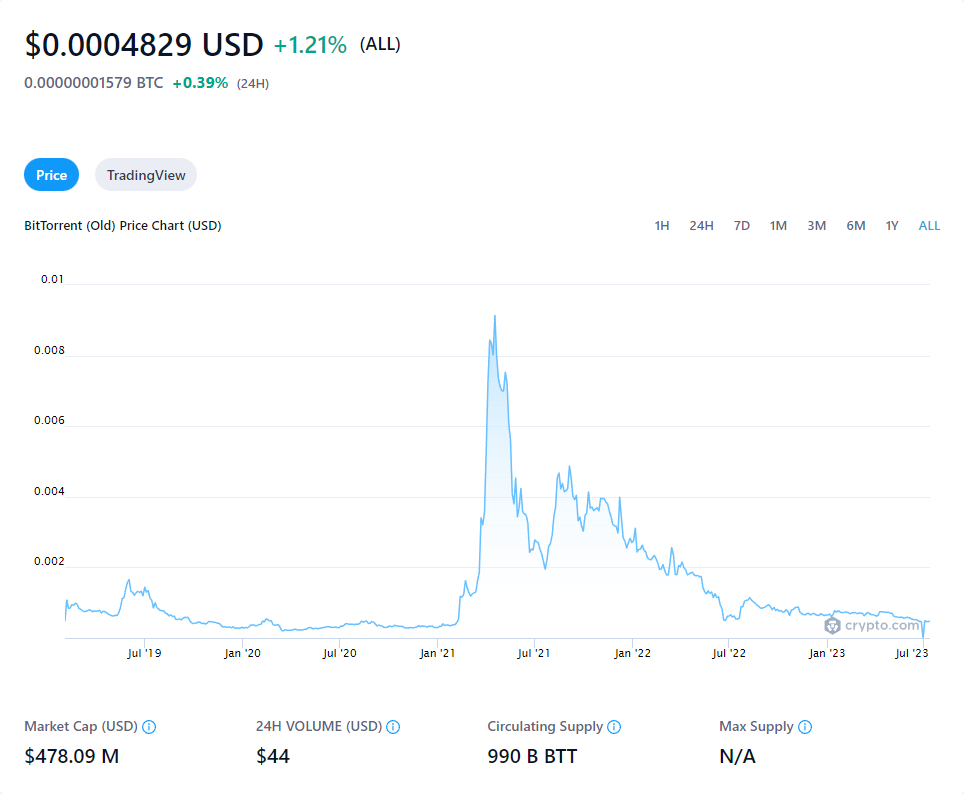 $0.0004829 USD +1.21% (ALL)
0.00000001579 BTC +0.39% (24H)
Price TradingView
BitTorrent (Old) Price Chart (USD) 1H 24H 7D 1M 3M 6M 1Y ALL
0.01
0.008
0.006
0.004
0.002
crypto.com
Jul '19 Jan '20 Jul '20 Jan '21 Jul '21 Jan '22 Jul '22 Jan '23 Jul '23
Market Cap (USD) 24H VOLUME (USD) Circulating Supply Max Supply
$478.09 M $44 990 B BTT N/A